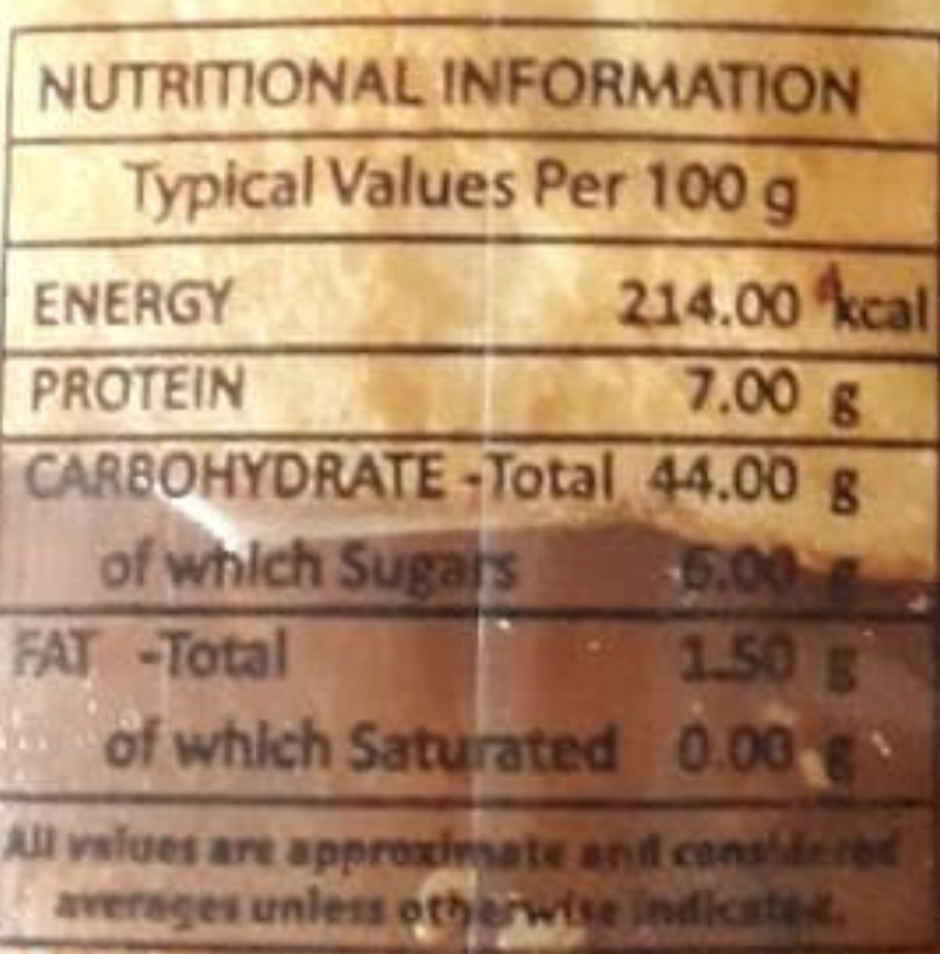 NUTRITIONAL INFORMATION
Typical Values Per 100 g
ENERGY 214.00 kcal
PROTEIN 7.00 g
CARBOHYDRATE -Total 44.00 g
of which Sugars 6.00 g
FAT -Total 1.50 g
of which Saturated 0.00 g
All values are approximate and considered
averages unless otherwise indicated.